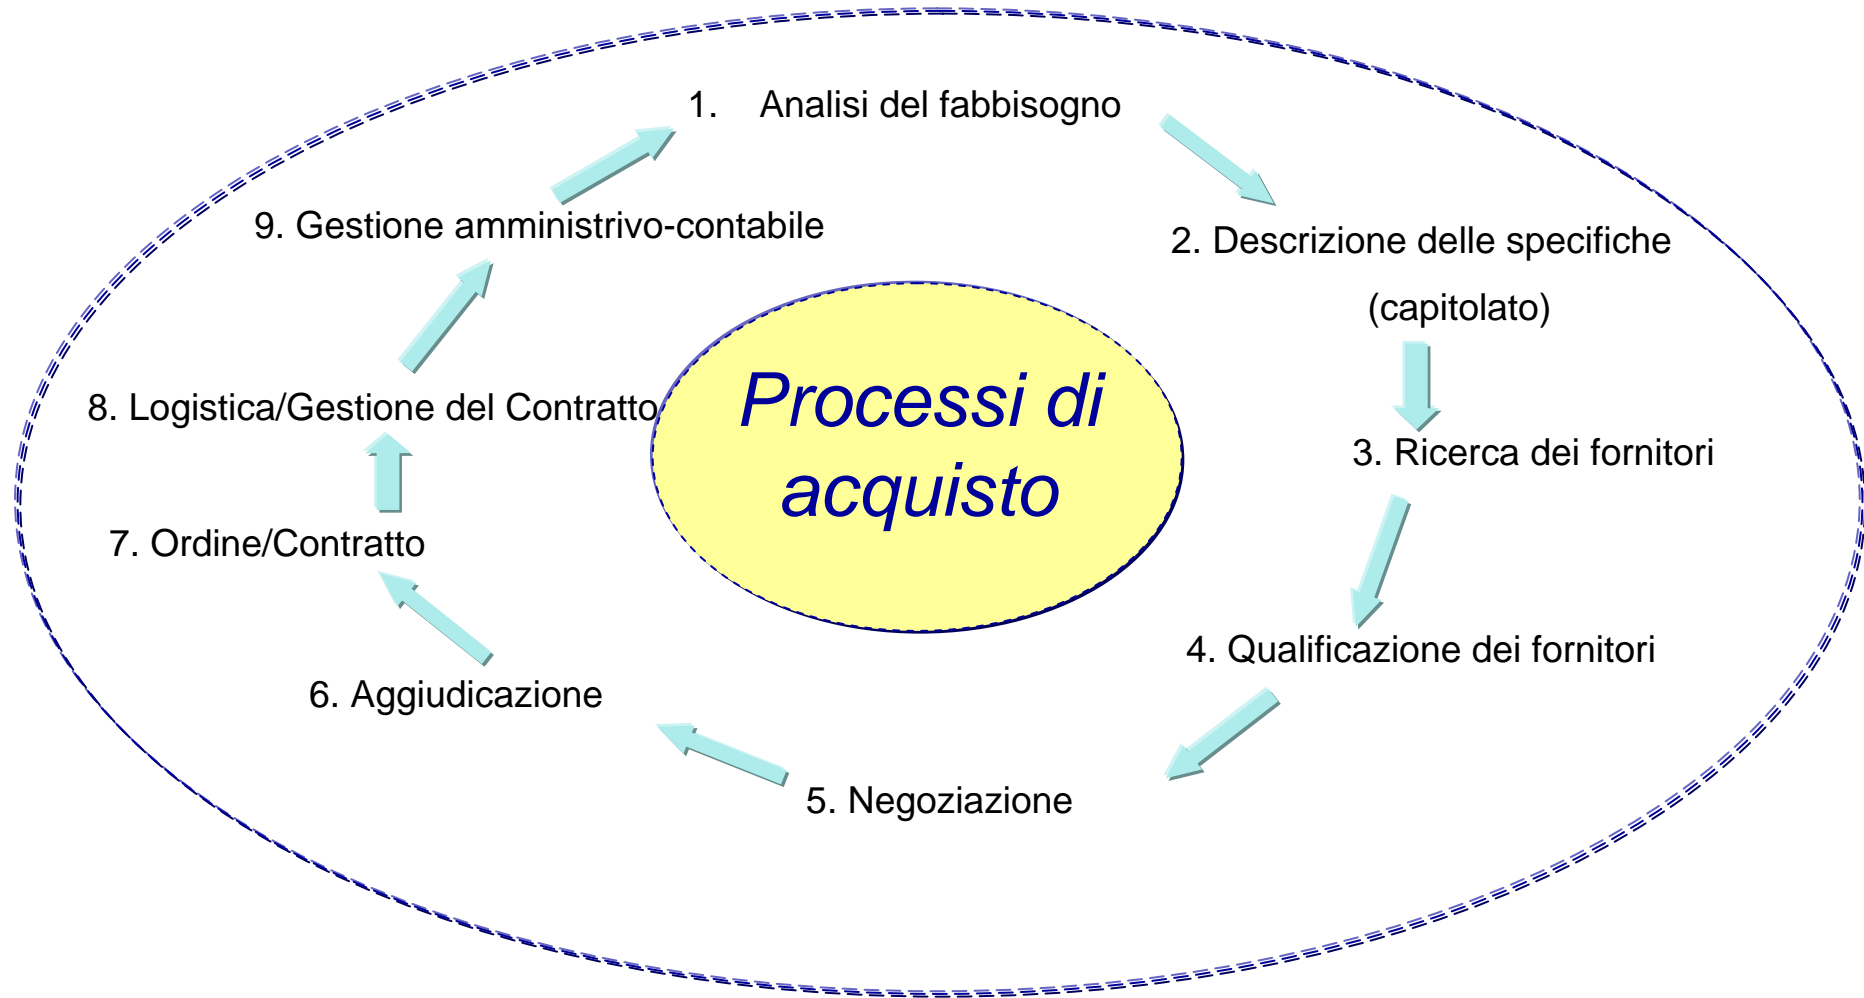 1. Analisi del fabbisogno
2. Descrizione delle specifiche
(capitolato)
3. Ricerca dei fornitori
4. Qualificazione dei fornitori
5. Negoziazione
6. Aggiudicazione
7. Ordine/Contratto
8. Logistica/Gestione del Contratto
9. Gestione amministrivo-contabile
Processi di
acquisto